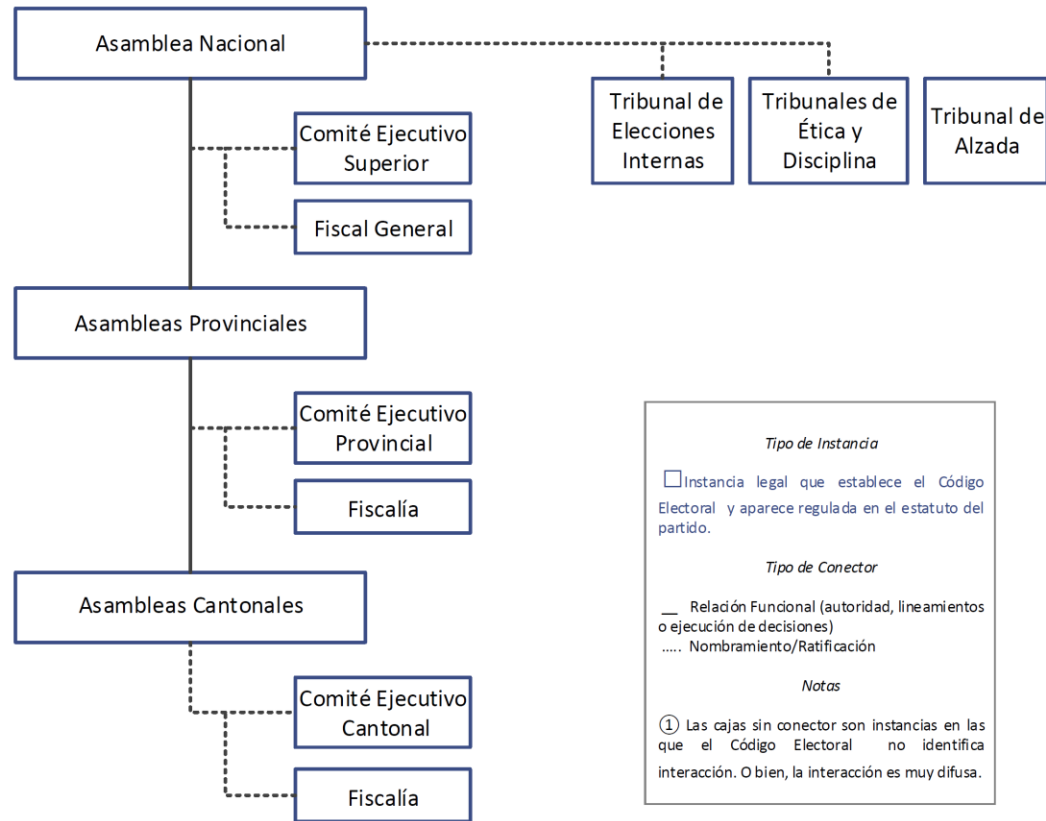 Asamblea Nacional
Tribunal de
Elecciones
Internas
Tribunales de
Ética y
Disciplina
Tribunal de
Alzada
Comité Ejecutivo
Superior
Fiscal General
Asambleas Provinciales
Comité Ejecutivo
Provincial
Fiscalía
Asambleas Cantonales
Comité Ejecutivo
Cantonal
Fiscalía
Tipo de Instancia
Instancia legal que establece el Código
Electoral y aparece regulada en el estatuto del
partido.
Tipo de Conector
__ Relación Funcional (autoridad, lineamientos
o ejecución de decisiones)
..... Nombramiento/Ratificación
Notas
① Las cajas sin conector son instancias en las
que el Código Electoral no identifica
interacción. O bien, la interacción es muy difusa.